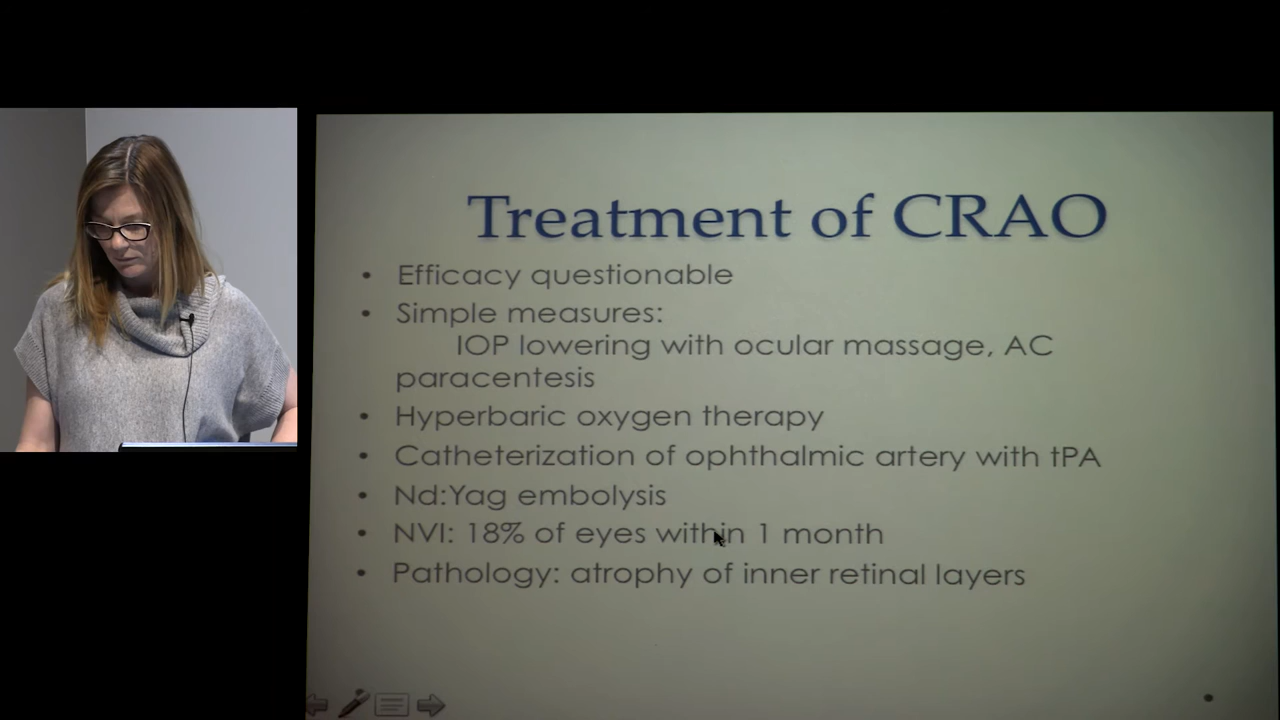 Treatment of CRAO
• Efficacy questionable
• Simple measures:
IOP lowering with ocular massage, AC
paracentesis
• Hyperbaric oxygen therapy
• Catheterization of ophthalmic artery with tPA
• Nd:Yag embolysis
• NVI: 18% of eyes within 1 month
• Pathology: atrophy of inner retinal layers